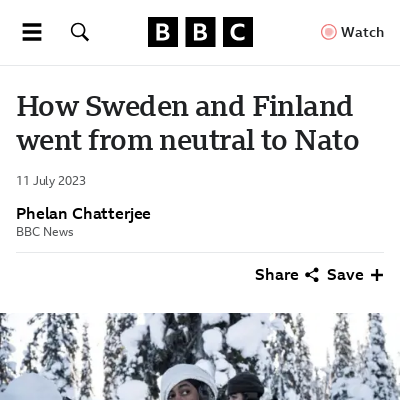 BBC
Watch
How Sweden and Finland
went from neutral to Nato
11 July 2023
Phelan Chatterjee
BBC News
Share Save